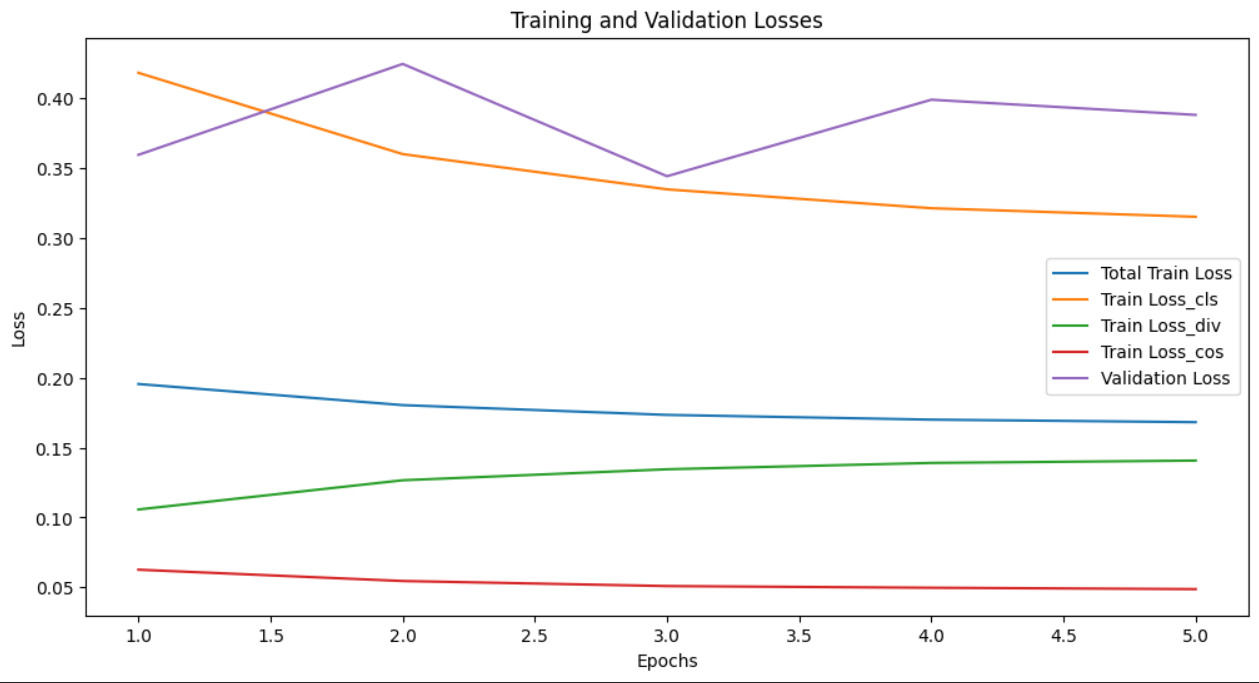 Training and Validation Losses
Loss
0.40
0.35
0.30
0.25
0.20
0.15
0.10
0.05
Total Train Loss
Train Loss_cls
Train Loss_div
Train Loss_cos
Validation Loss
1.0 1.5 2.0 2.5 3.0 3.5 4.0 4.5 5.0
Epochs